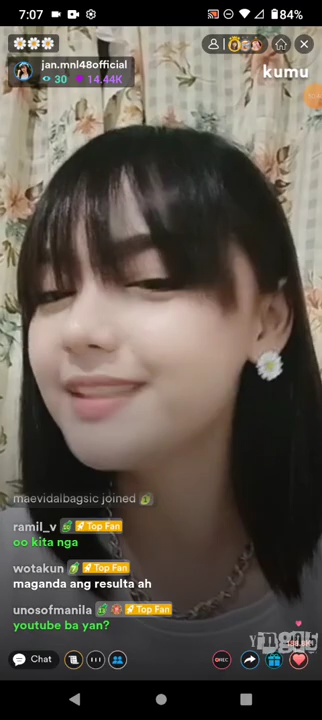 7:07
84%
jan.mnl48official
30 14.44K
kumu
maevidalbagsic joined
ramil_v Top Fan
oo kita nga
wotakun Top Fan
maganda ang resulta ah
unosofmanila Top Fan
youtube ba yan?
Chat
REC